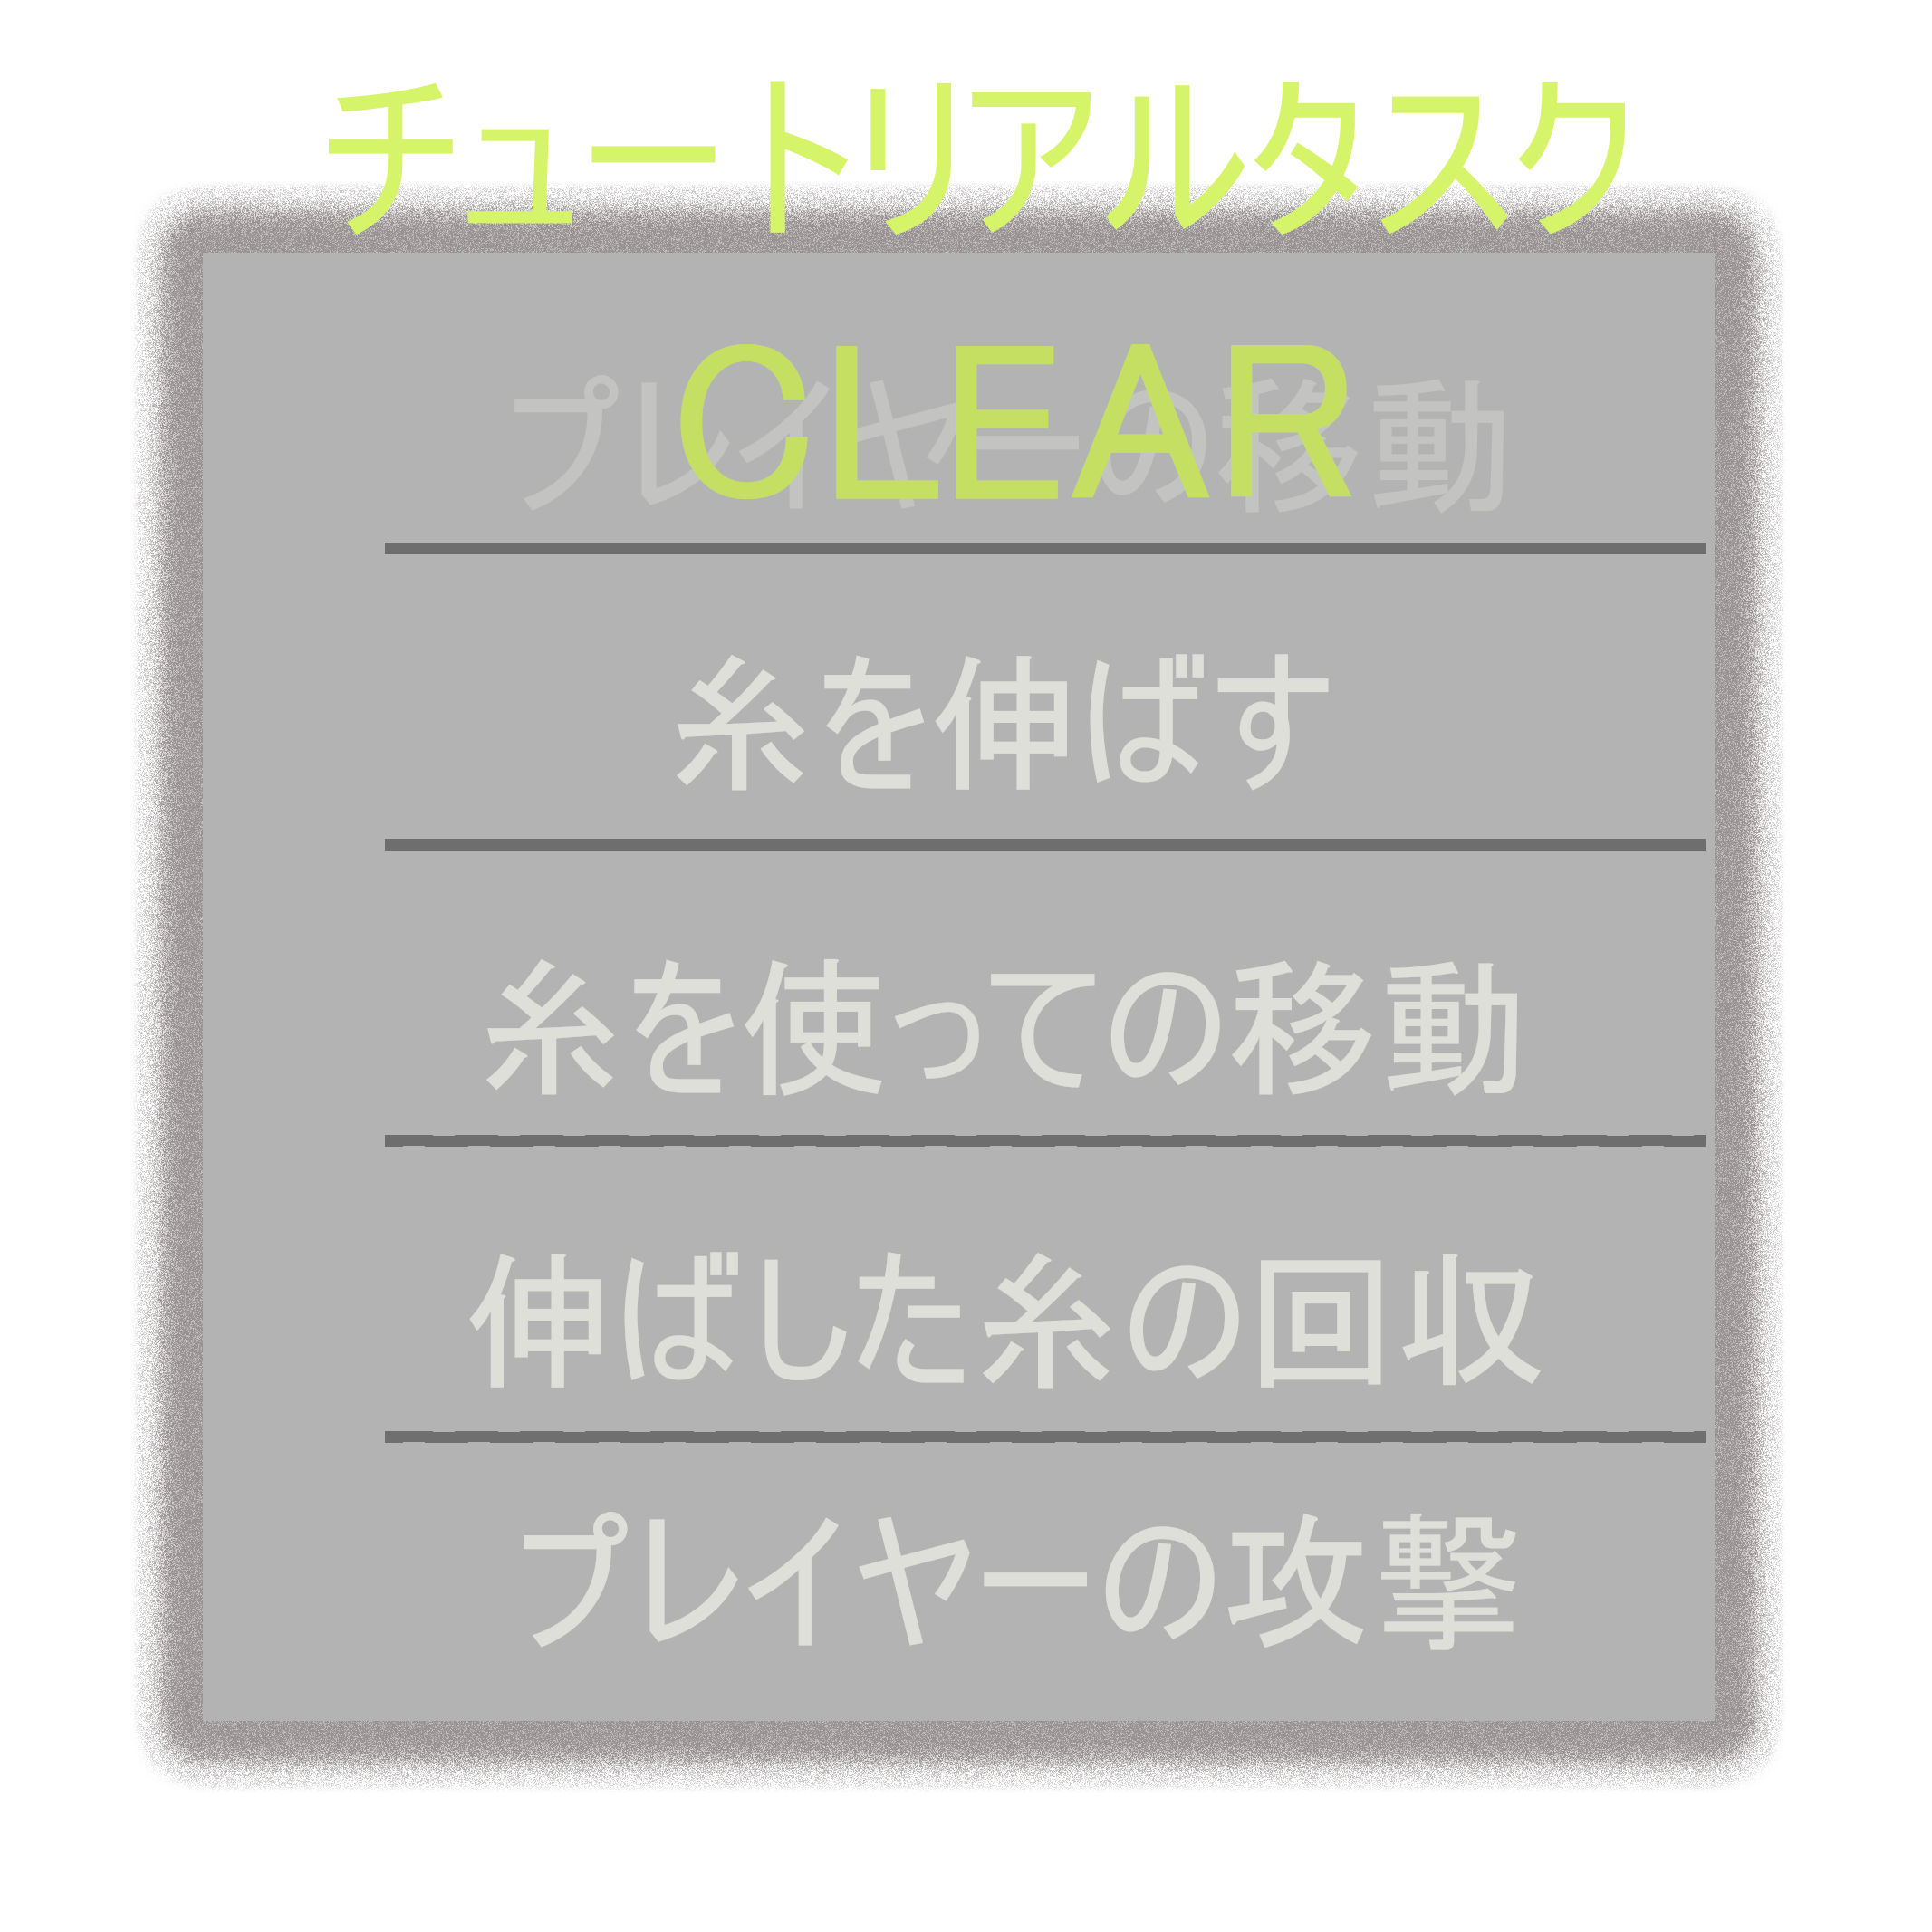 チュートリアルタスク
CLEAR
プレイヤーの移動
糸を伸ばす
糸を使っての移動
伸ばした糸の回収
プレイヤーの攻撃